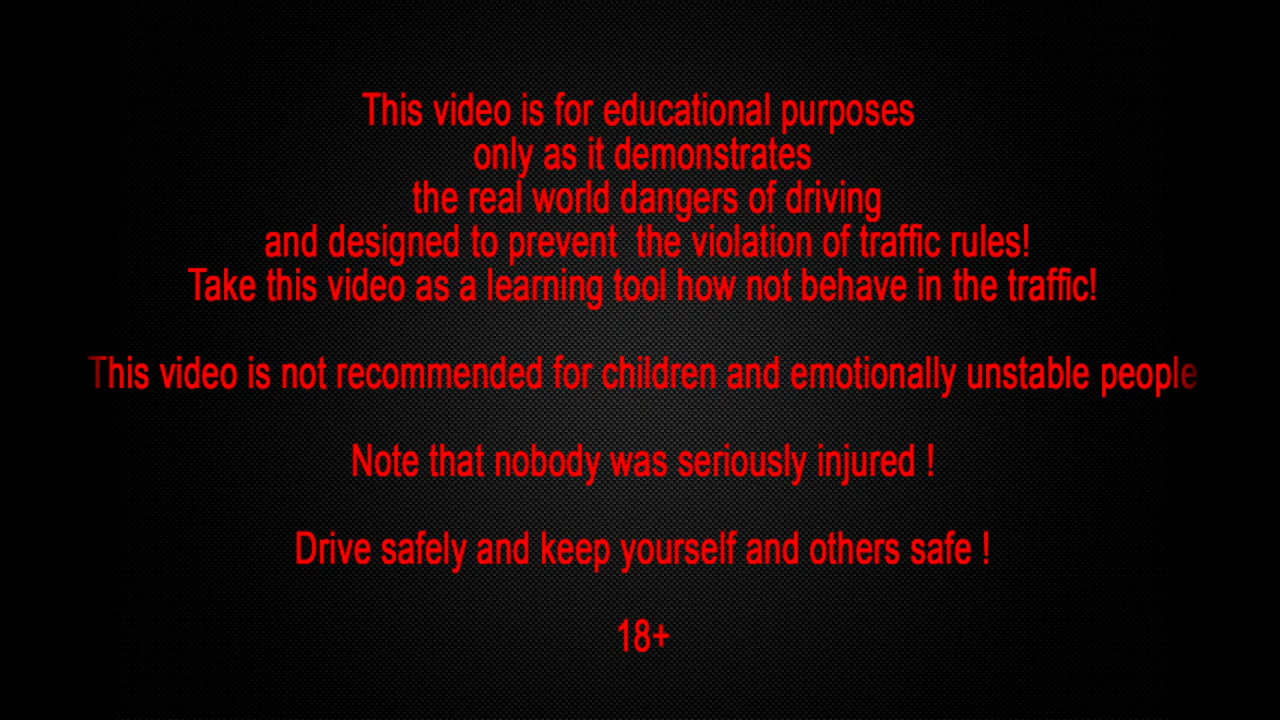 This video is for educational purposes
only as it demonstrates
the real world dangers of driving
and designed to prevent  the violation of traffic rules!
Take this video as a learning tool how not behave in the traffic!
This video is not recommended for children and emotionally unstable people
Note that nobody was seriously injured !
Drive safely and keep yourself and others safe !
18+